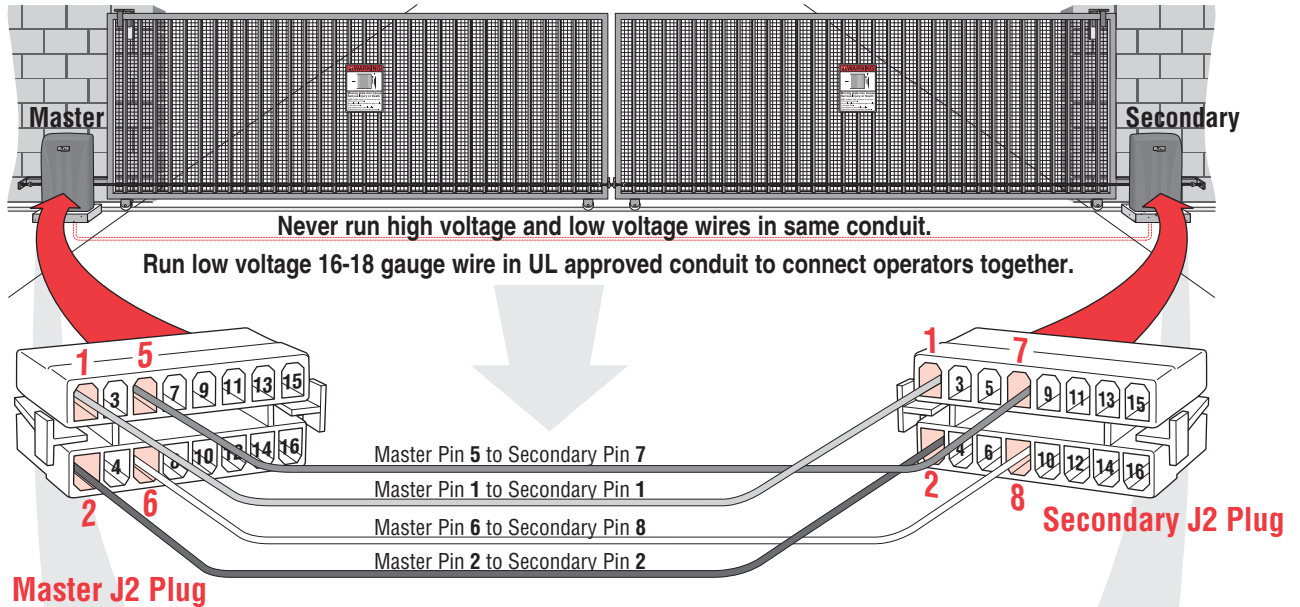 Master
Secondary
Never run high voltage and low voltage wires in same conduit.
Run low voltage 16-18 gauge wire in UL approved conduit to connect operators together.
1 5
3 7 9 11 13 15
4 8 10 12 14 16
2 6
1 7
3 5 9 11 13 15
4 6 10 12 14 16
2 8
Master Pin 5 to Secondary Pin 7
Master Pin 1 to Secondary Pin 1
Master Pin 6 to Secondary Pin 8
Master Pin 2 to Secondary Pin 2
Secondary J2 Plug
Master J2 Plug